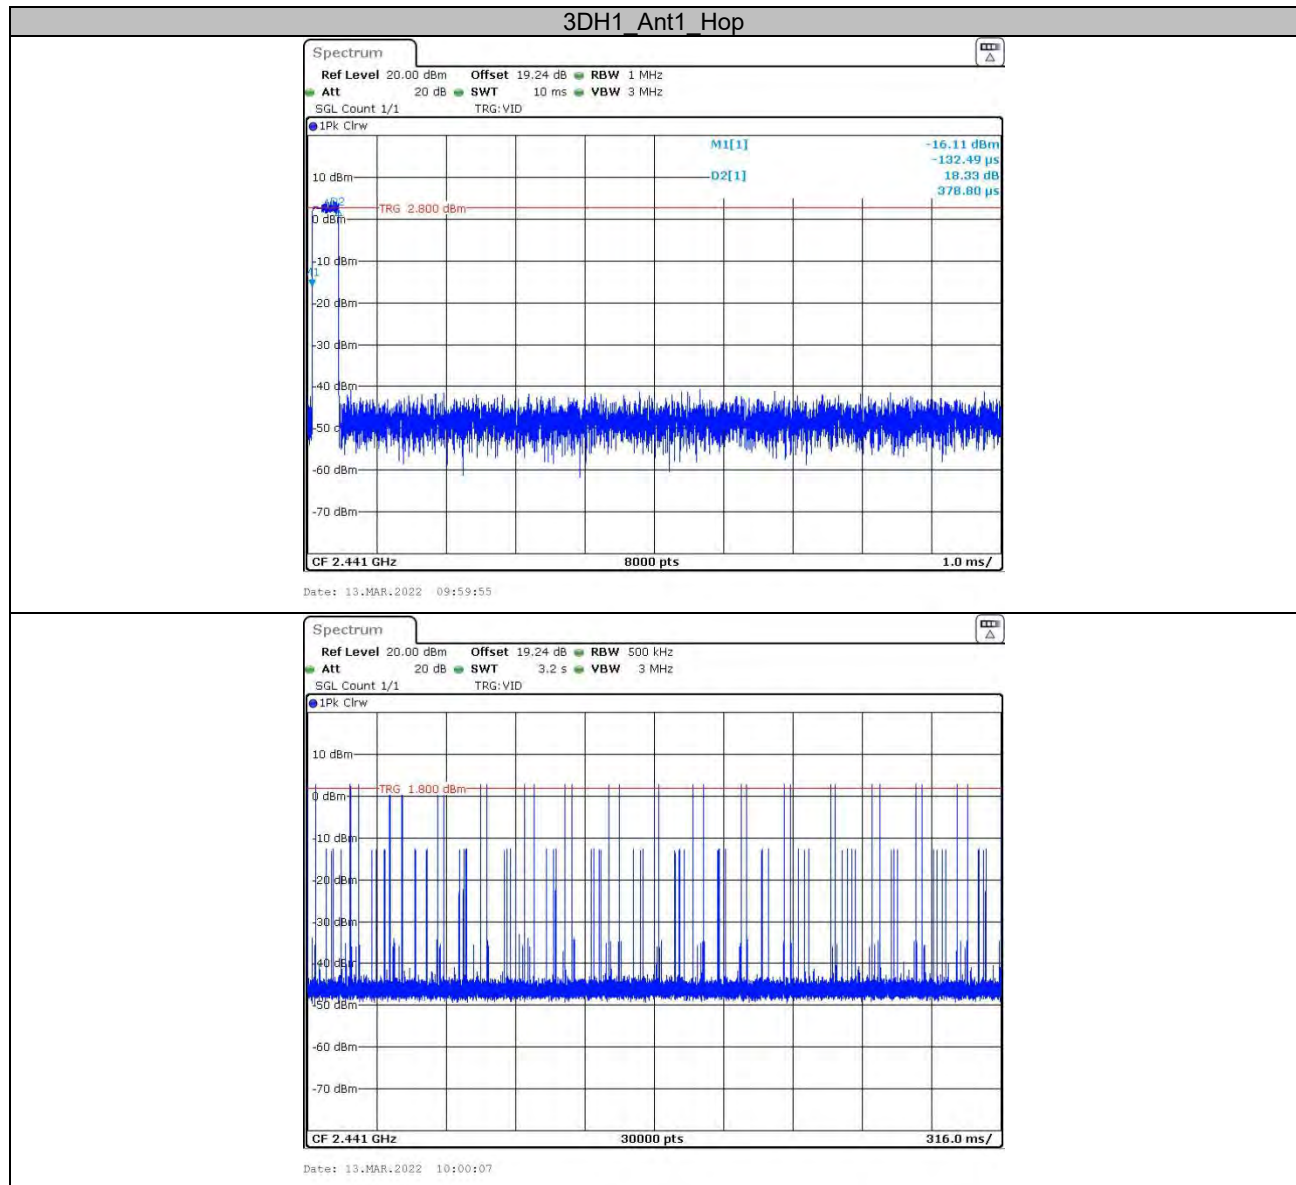 3DH1_Ant1_Hop
Spectrum
Ref Level 20.00 dBm Offset 19.24 dB RBW 1 MHz
Att 20 dB SWT 10 ms VBW 3 MHz
SGL Count 1/1 TRG:VID
1Pk Clrw
M1[1] -16.11 dBm
-132.49 µs
10 dBm D2[1] 18.33 dB
378.80 µs
D2
TRG 2.800 dBm
0 dBm
-10 dBm
-20 dBm
-30 dBm
-40 dBm
-60 dBm
-70 dBm
CF 2.441 GHz 8000 pts 1.0 ms/
Date: 13.MAR.2022 09:59:55
Spectrum
Ref Level 20.00 dBm Offset 19.24 dB RBW 500 kHz
Att 20 dB SWT 3.2 s VBW 3 MHz
SGL Count 1/1 TRG:VID
1Pk Clrw
10 dBm
TRG 1.800 dBm
0 dBm
-10 dBm
-20 dBm
-30 dBm
-50 dBm
-60 dBm
-70 dBm
CF 2.441 GHz 30000 pts 316.0 ms/
Date: 13.MAR.2022 10:00:07